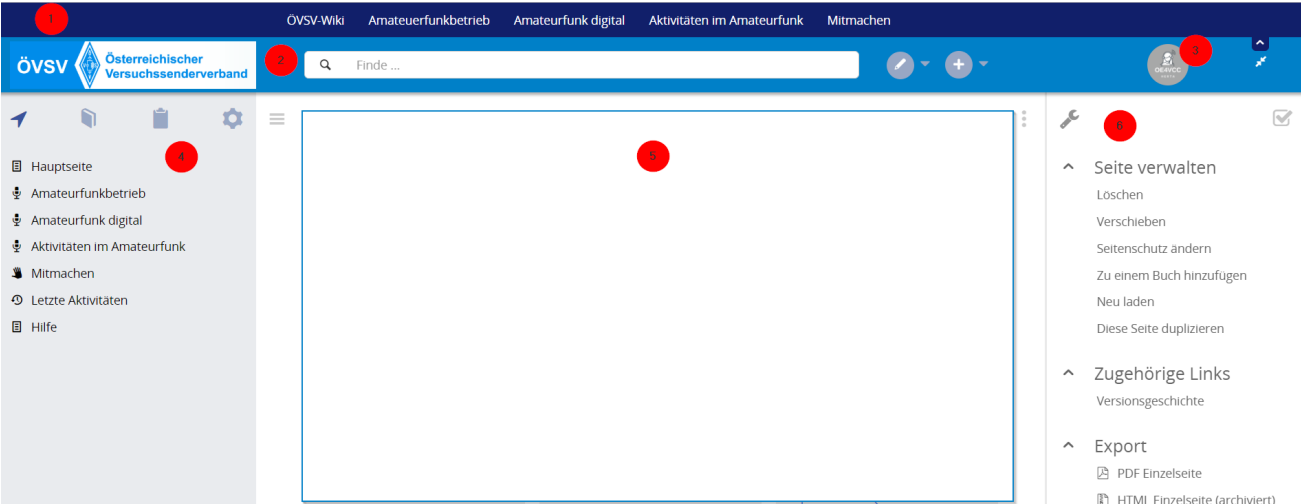 1
ÖVSV-Wiki Amateuerfunkbetrieb Amateurfunk digital Aktivitäten im Amateurfunk Mitmachen
ÖVSV
Österreichischer
Versuchssenderverband
2
Finde ...
3
OE4VCC
4
Hauptseite
Amateurfunkbetrieb
Amateurfunk digital
Aktivitäten im Amateurfunk
Mitmachen
Letzte Aktivitäten
Hilfe
5
6
Seite verwalten
Löschen
Verschieben
Seitenschutz ändern
Zu einem Buch hinzufügen
Neu laden
Diese Seite duplizieren
Zugehörige Links
Versionsgeschichte
Export
PDF Einzelseite
HTML Einzelseite (archiviert)